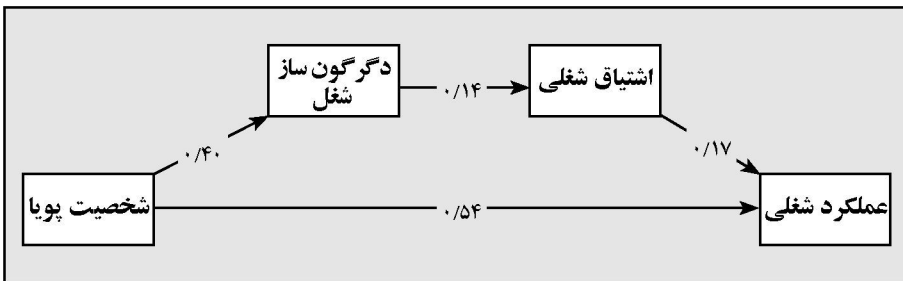 دگرگون ساز
شغل
۰/۱۴
اشتیاق شغلی
۰/۴۰
۰/۱۷
شخصیت پویا
۰/۵۴
عملکرد شغلی